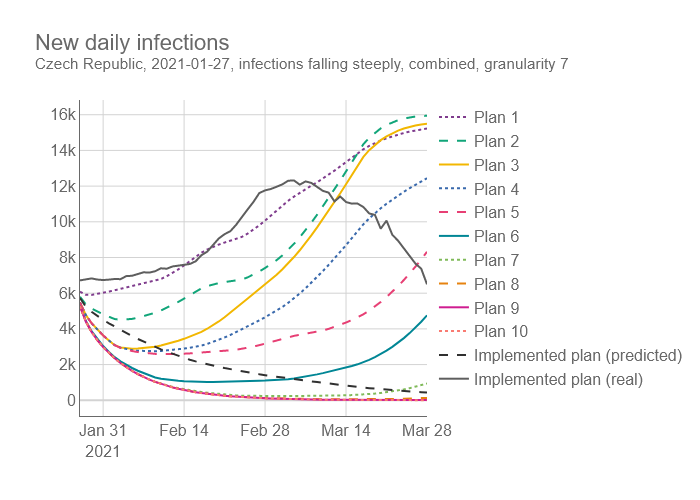 New daily infections
Czech Republic, 2021-01-27, infections falling steeply, combined, granularity 7
16k
14k
12k
10k
8k
6k
4k
2k
0
Jan 31
2021
Feb 14
Feb 28
Mar 14
Mar 28
Plan 1
Plan 2
Plan 3
Plan 4
Plan 5
Plan 6
Plan 7
Plan 8
Plan 9
Plan 10
Implemented plan (predicted)
Implemented plan (real)